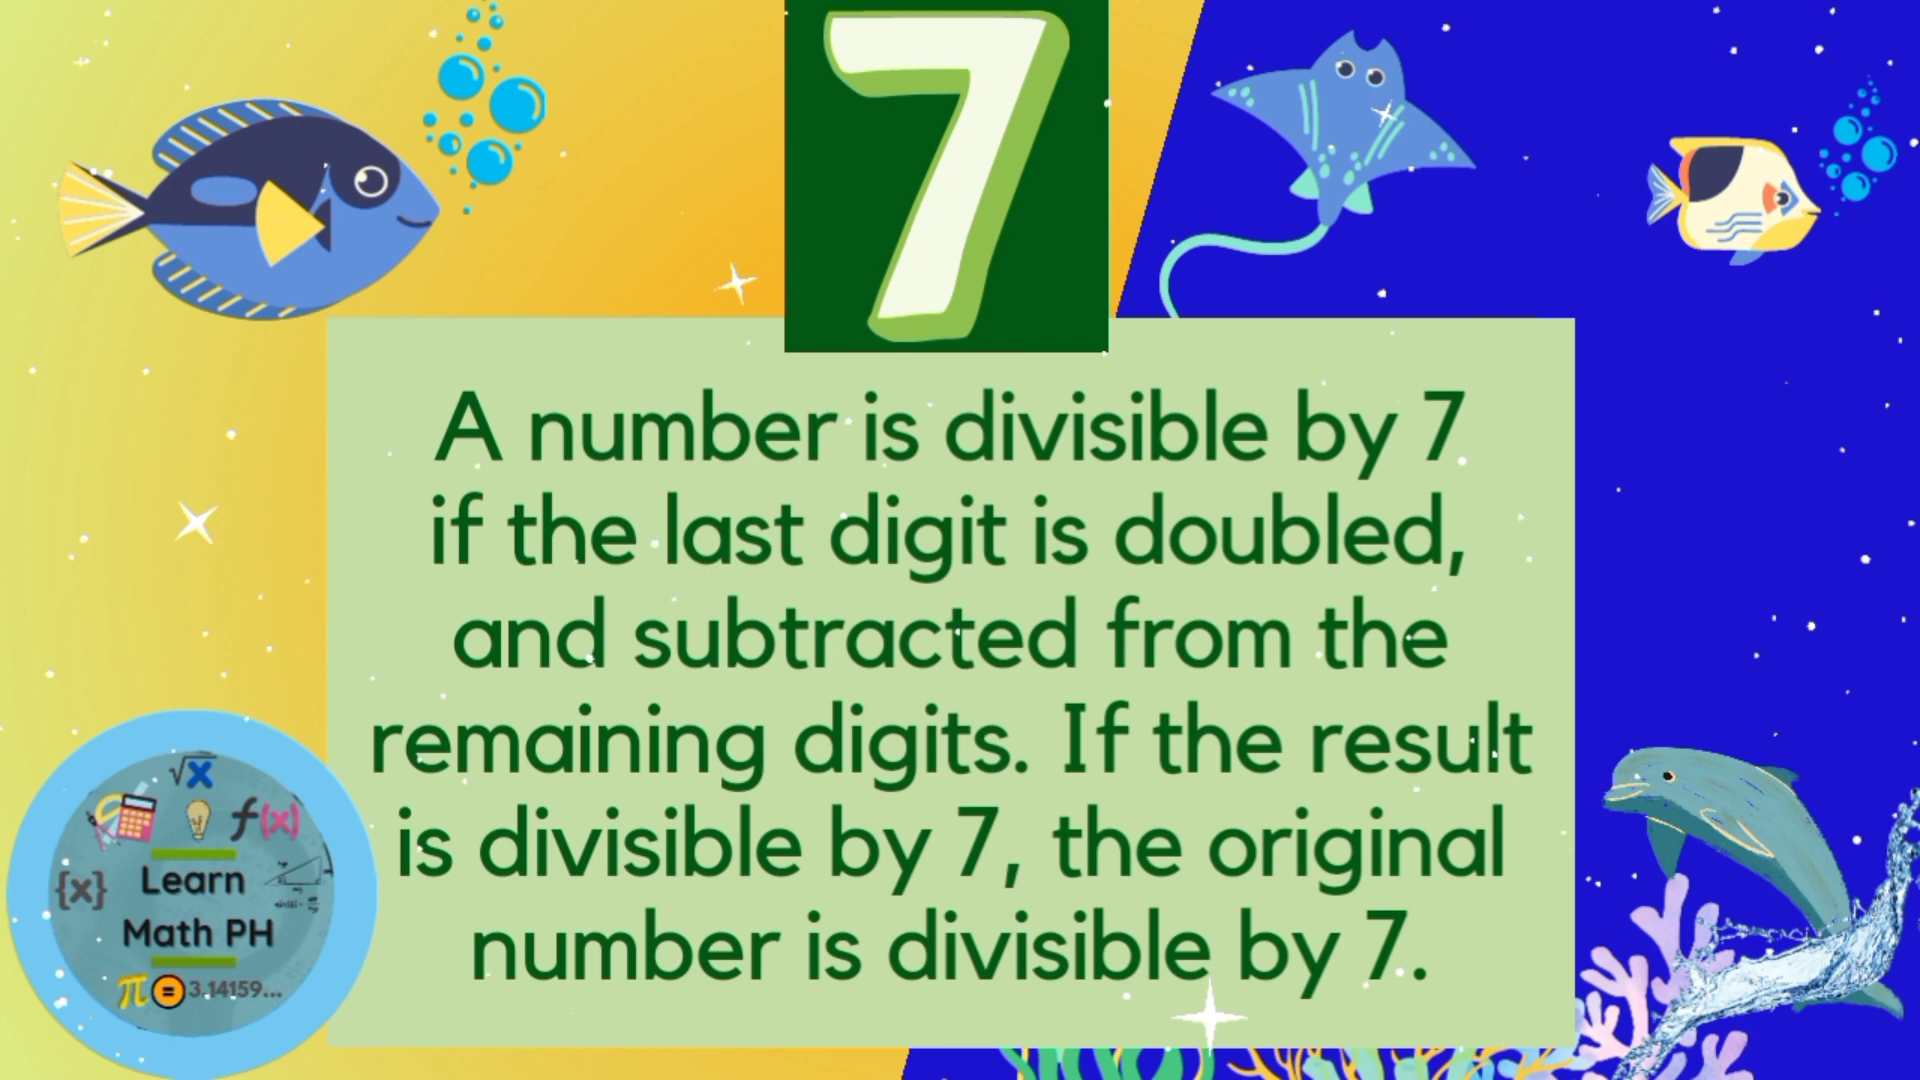 7
A number is divisible by 7
if the last digit is doubled,
and subtracted from the
remaining digits. If the result
is divisible by 7, the original
number is divisible by 7.
√x
f(x)
{x}
Learn
Math PH
π = 3.14159...